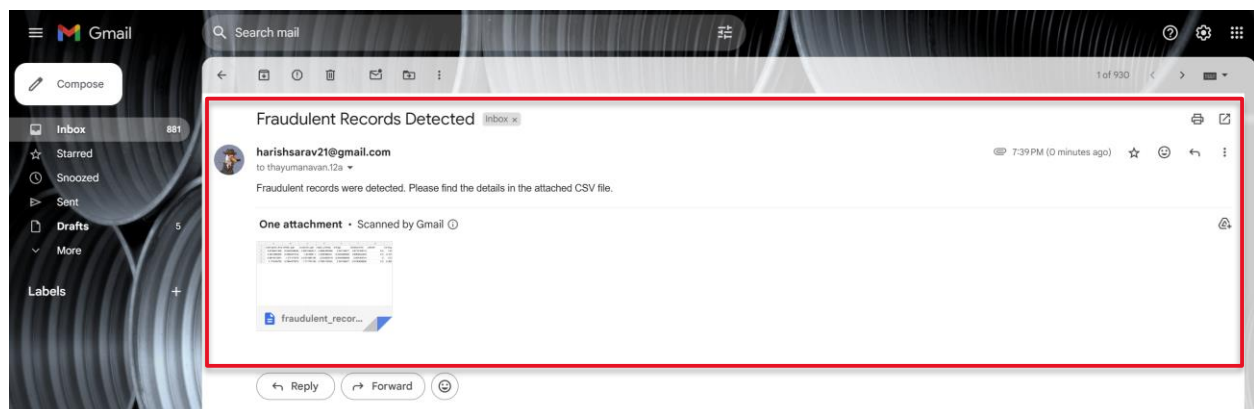 Gmail
Search mail
Compose
1 of 930
Inbox 881
Starred
Snoozed
Sent
Drafts 5
More
Labels +
Fraudulent Records Detected Inbox x
harishsarav21@gmail.com 7:39 PM (0 minutes ago)
to thayumanavan.12a
Fraudulent records were detected. Please find the details in the attached CSV file.
One attachment • Scanned by Gmail
fraudulent_recor...
Reply Forward